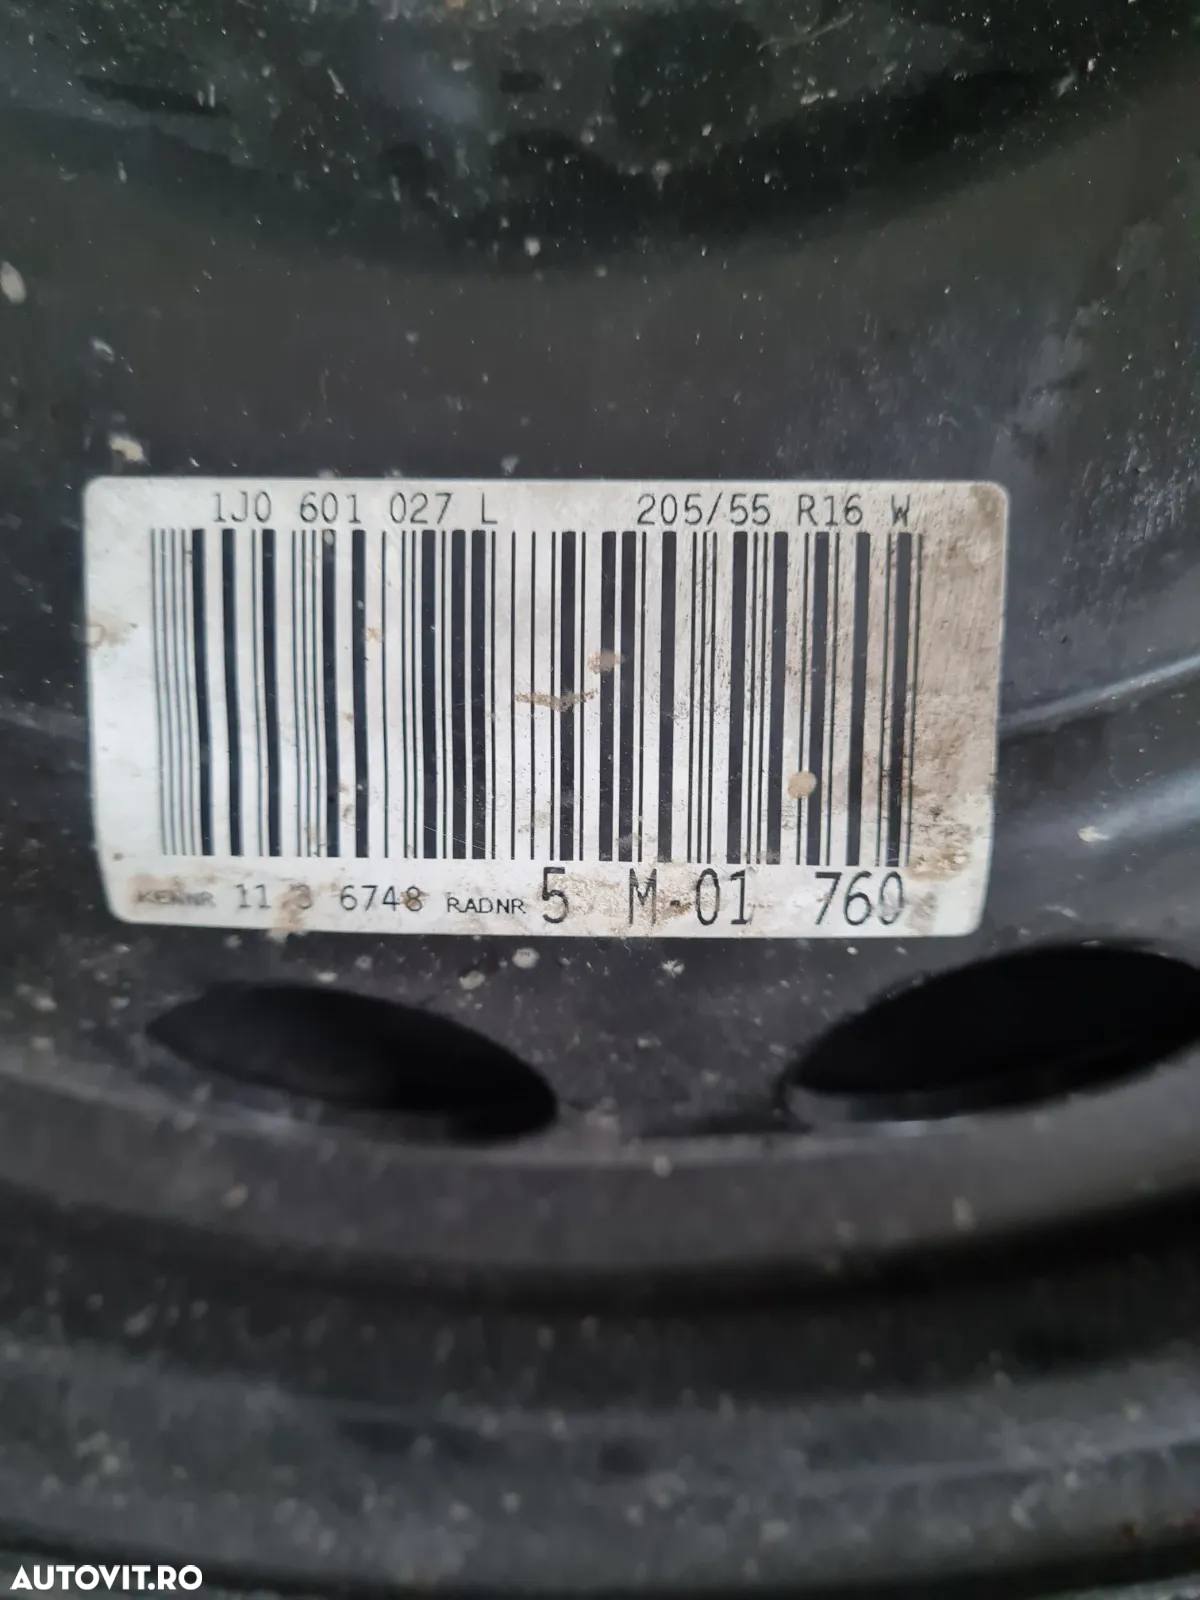 1J0 601 027 L 205/55 R16 W
KENNR 11 3 6748 RADNR 5 M-01 760
AUTOVIT.RO